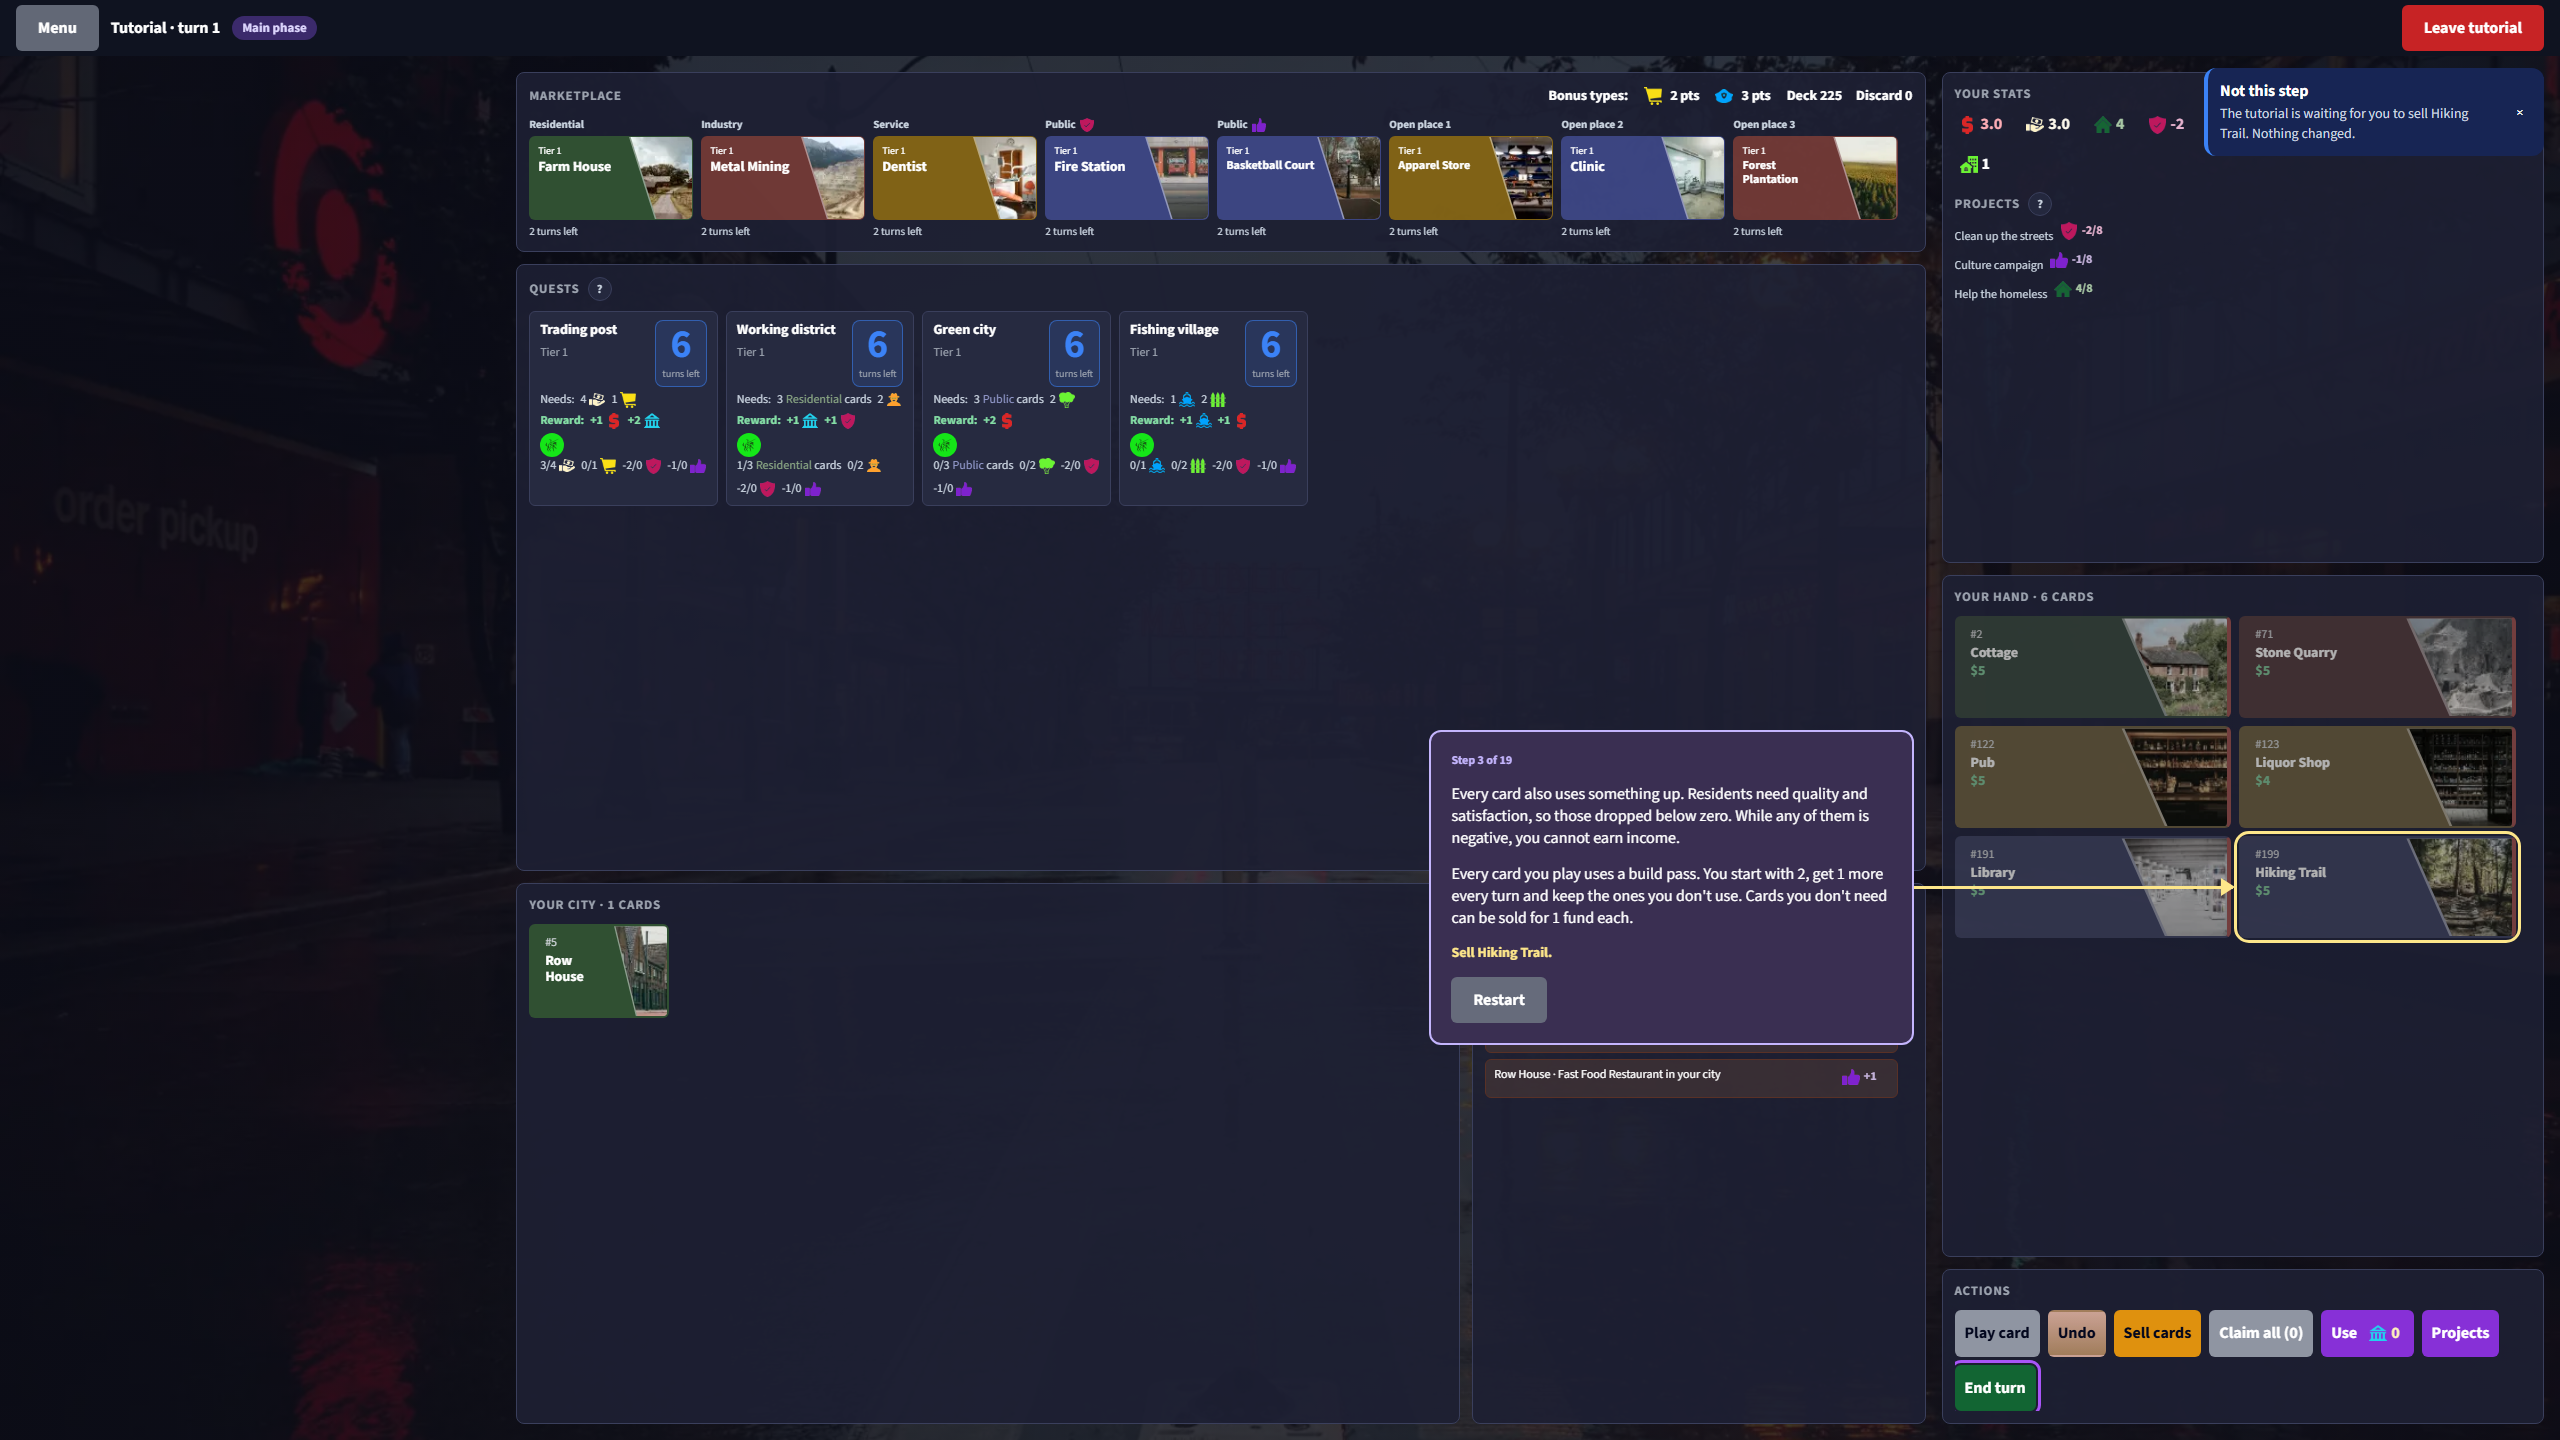 Menu
Tutorial · turn 1
Main phase
Leave tutorial
MARKETPLACE
Bonus types: 2 pts 3 pts Deck 225 Discard 0
Residential
Tier 1
Farm House
2 turns left
Industry
Tier 1
Metal Mining
2 turns left
Service
Tier 1
Dentist
2 turns left
Public
Tier 1
Fire Station
2 turns left
Public
Tier 1
Basketball Court
2 turns left
Open place 1
Tier 1
Apparel Store
2 turns left
Open place 2
Tier 1
Clinic
2 turns left
Open place 3
Tier 1
Forest
Plantation
2 turns left
QUESTS ?
Trading post
Tier 1
6
turns left
Needs: 4 1
Reward: +1 +2
3/4 0/1 -2/0 -1/0
Working district
Tier 1
6
turns left
Needs: 3 Residential cards 2
Reward: +1 +1
1/3 Residential cards 0/2
-2/0 -1/0
Green city
Tier 1
6
turns left
Needs: 3 Public cards 2
Reward: +2
0/3 Public cards 0/2 -2/0
-1/0
Fishing village
Tier 1
6
turns left
Needs: 1 2
Reward: +1 +1
0/1 0/2 -2/0 -1/0
order pickup
YOUR CITY · 1 CARDS
#5
Row
House
Step 3 of 19
Every card also uses something up. Residents need quality and
satisfaction, so those dropped below zero. While any of them is
negative, you cannot earn income.
Every card you play uses a build pass. You start with 2, get 1 more
every turn and keep the ones you don't use. Cards you don't need
can be sold for 1 fund each.
Sell Hiking Trail.
Restart
Row House · Fast Food Restaurant in your city +1
YOUR STATS
3.0 3.0 4 -2
1
Not this step
The tutorial is waiting for you to sell Hiking
Trail. Nothing changed.
×
PROJECTS ?
Clean up the streets -2/8
Culture campaign -1/8
Help the homeless 4/8
YOUR HAND · 6 CARDS
#2
Cottage
$5
#71
Stone Quarry
$5
#122
Pub
$5
#123
Liquor Shop
$4
#191
Library
$5
#199
Hiking Trail
$5
ACTIONS
Play card
Undo
Sell cards
Claim all (0)
Use 0
Projects
End turn